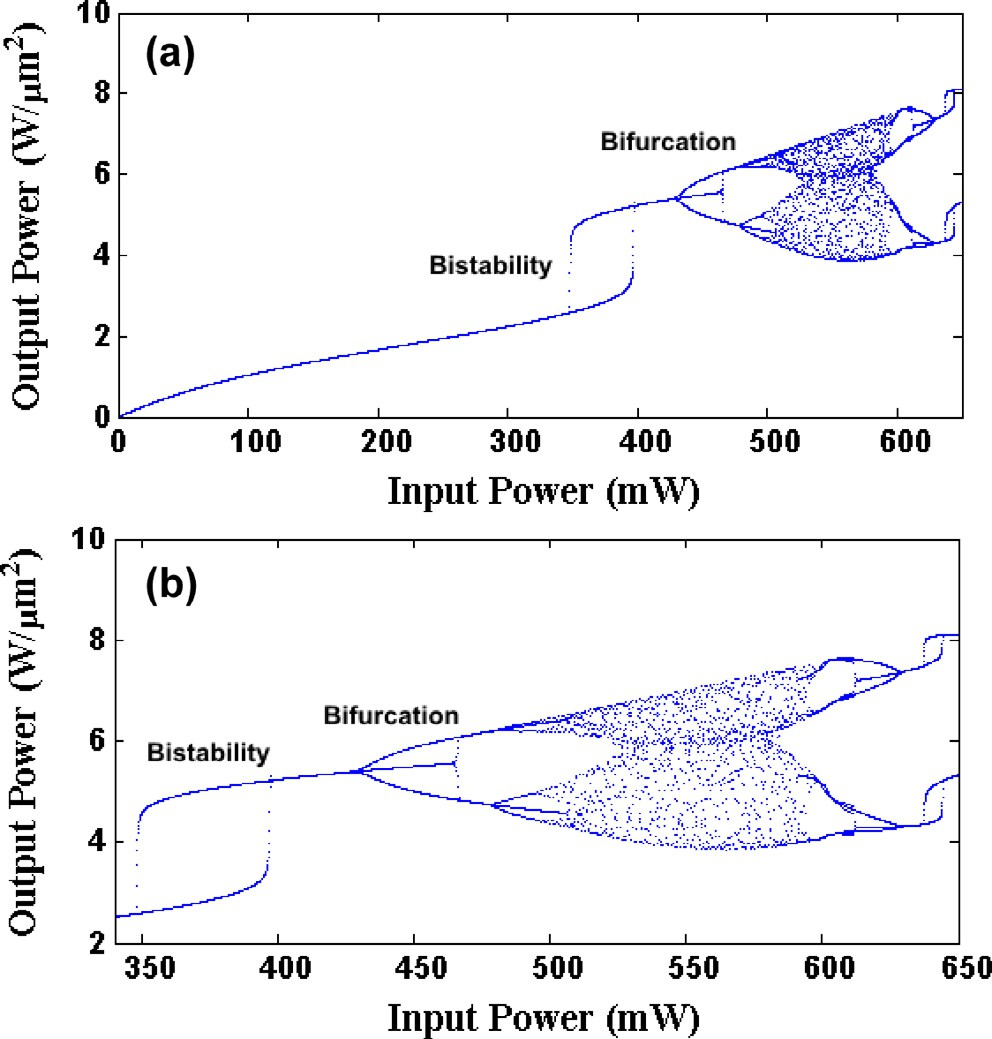 10
8
6
4
2
0
Output Power (W/μm²)
(a)
Bifurcation
Bistability
0 100 200 300 400 500 600
Input Power (mW)
10
8
6
4
2
Output Power (W/μm²)
(b)
Bifurcation
Bistability
350 400 450 500 550 600 650
Input Power (mW)